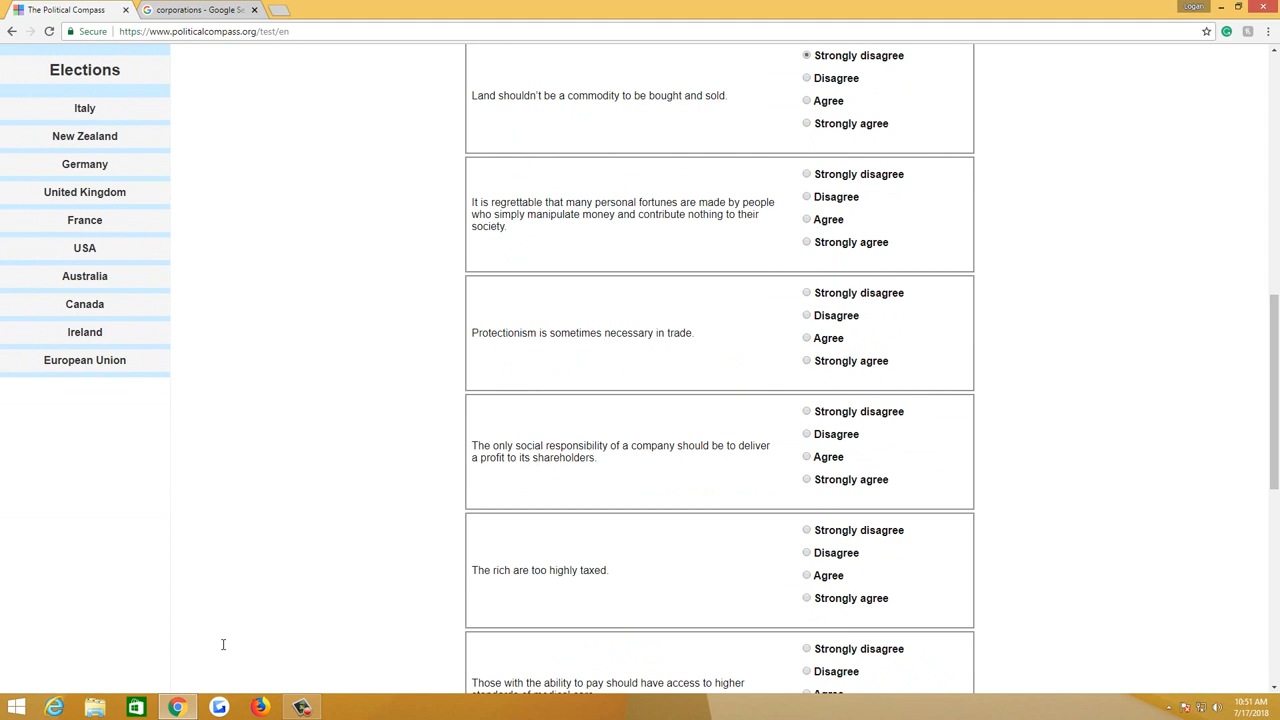 The Political Compass
corporations - Google Se
Logan
Secure
https://www.politicalcompass.org/test/en
Elections
Italy
New Zealand
Germany
United Kingdom
France
USA
Australia
Canada
Ireland
European Union
Land shouldn't be a commodity to be bought and sold.
Strongly disagree
Disagree
Agree
Strongly agree
It is regrettable that many personal fortunes are made by people
who simply manipulate money and contribute nothing to their
society.
Strongly disagree
Disagree
Agree
Strongly agree
Protectionism is sometimes necessary in trade.
Strongly disagree
Disagree
Agree
Strongly agree
The only social responsibility of a company should be to deliver
a profit to its shareholders.
Strongly disagree
Disagree
Agree
Strongly agree
The rich are too highly taxed.
Strongly disagree
Disagree
Agree
Strongly agree
Those with the ability to pay should have access to higher
standards of medical care.
Strongly disagree
Disagree
Agree
10:51 AM
7/17/2018